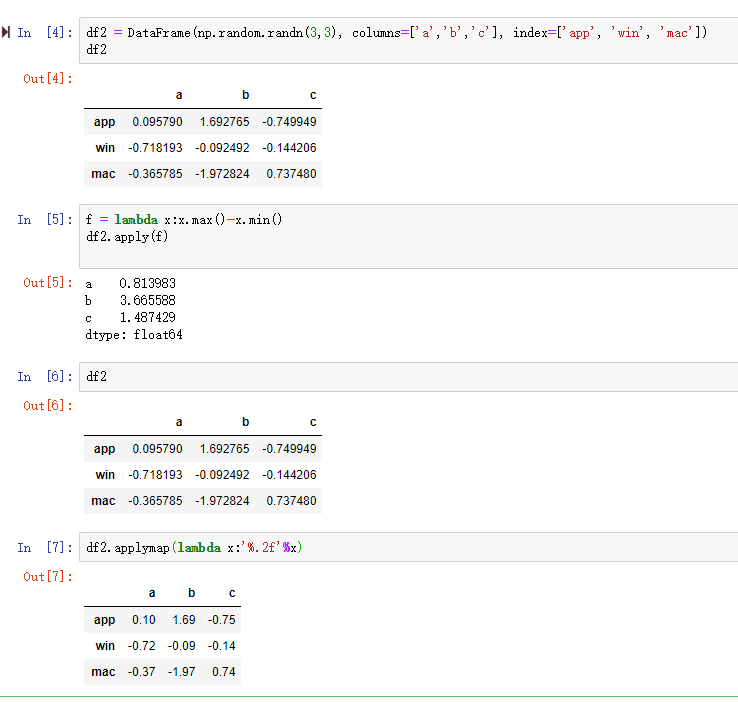 In [4]: df2 = DataFrame(np.random.randn(3,3), columns=['a','b','c'], index=['app', 'win', 'mac'])
df2
Out[4]:
a b c
app 0.095790 1.692765 -0.749949
win -0.718193 -0.092492 -0.144206
mac -0.365785 -1.972824 0.737480
In [5]: f = lambda x:x.max()-x.min()
df2.apply(f)
Out[5]: a 0.813983
b 3.665588
c 1.487429
dtype: float64
In [6]: df2
Out[6]:
a b c
app 0.095790 1.692765 -0.749949
win -0.718193 -0.092492 -0.144206
mac -0.365785 -1.972824 0.737480
In [7]: df2.applymap(lambda x:'%.2f'%x)
Out[7]:
a b c
app 0.10 1.69 -0.75
win -0.72 -0.09 -0.14
mac -0.37 -1.97 0.74